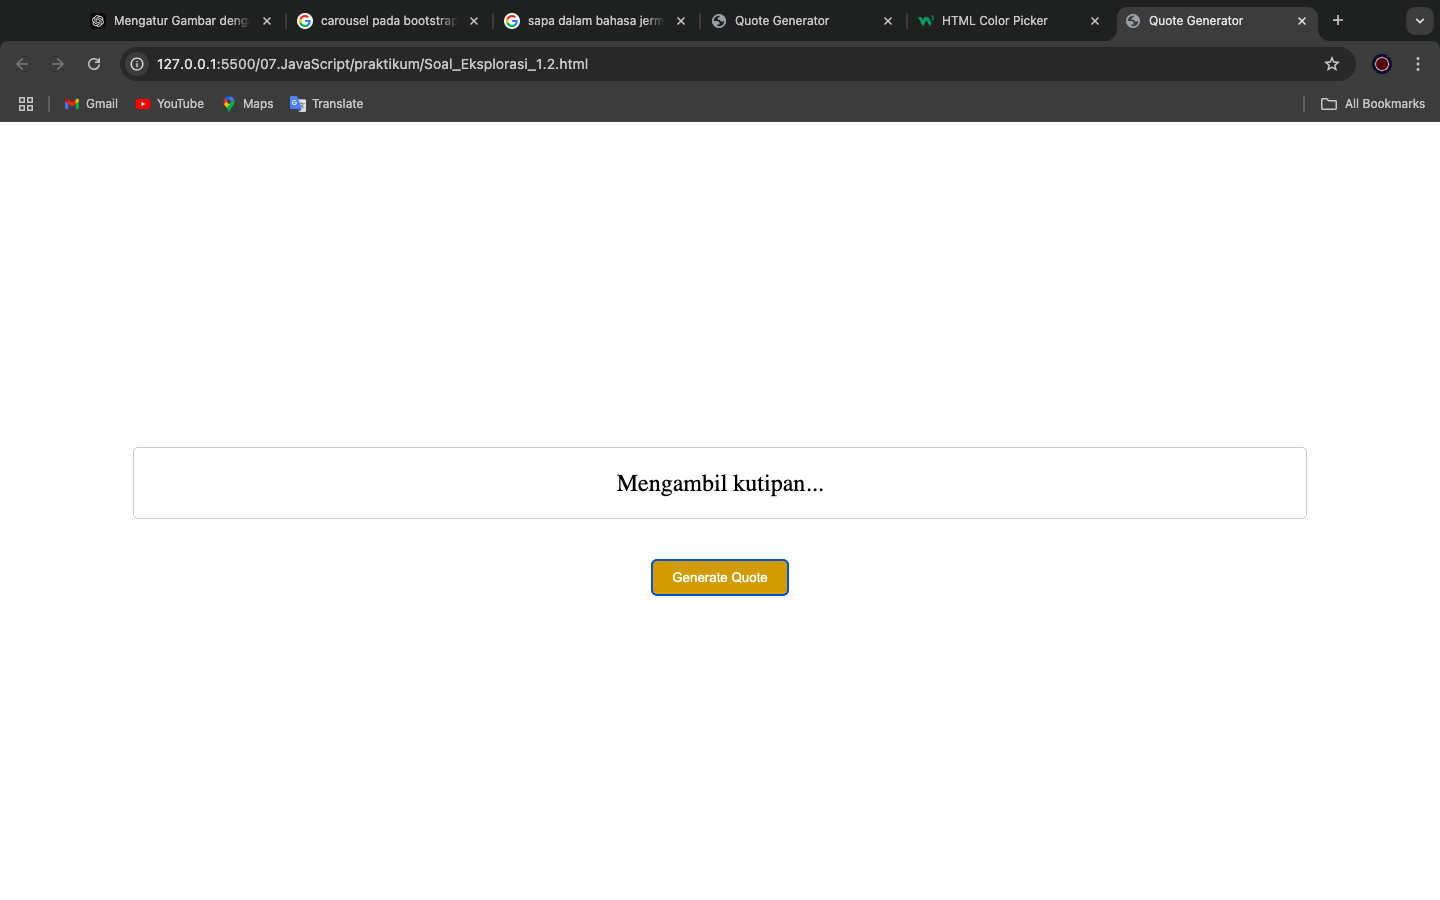 Mengatur Gambar deng
carousel pada bootstrap
sapa dalam bahasa jerm
Quote Generator
HTML Color Picker
Quote Generator
127.0.0.1:5500/07.JavaScript/praktikum/Soal_Eksplorasi_1.2.html
Gmail
YouTube
Maps
Translate
All Bookmarks
Mengambil kutipan...
Generate Quote